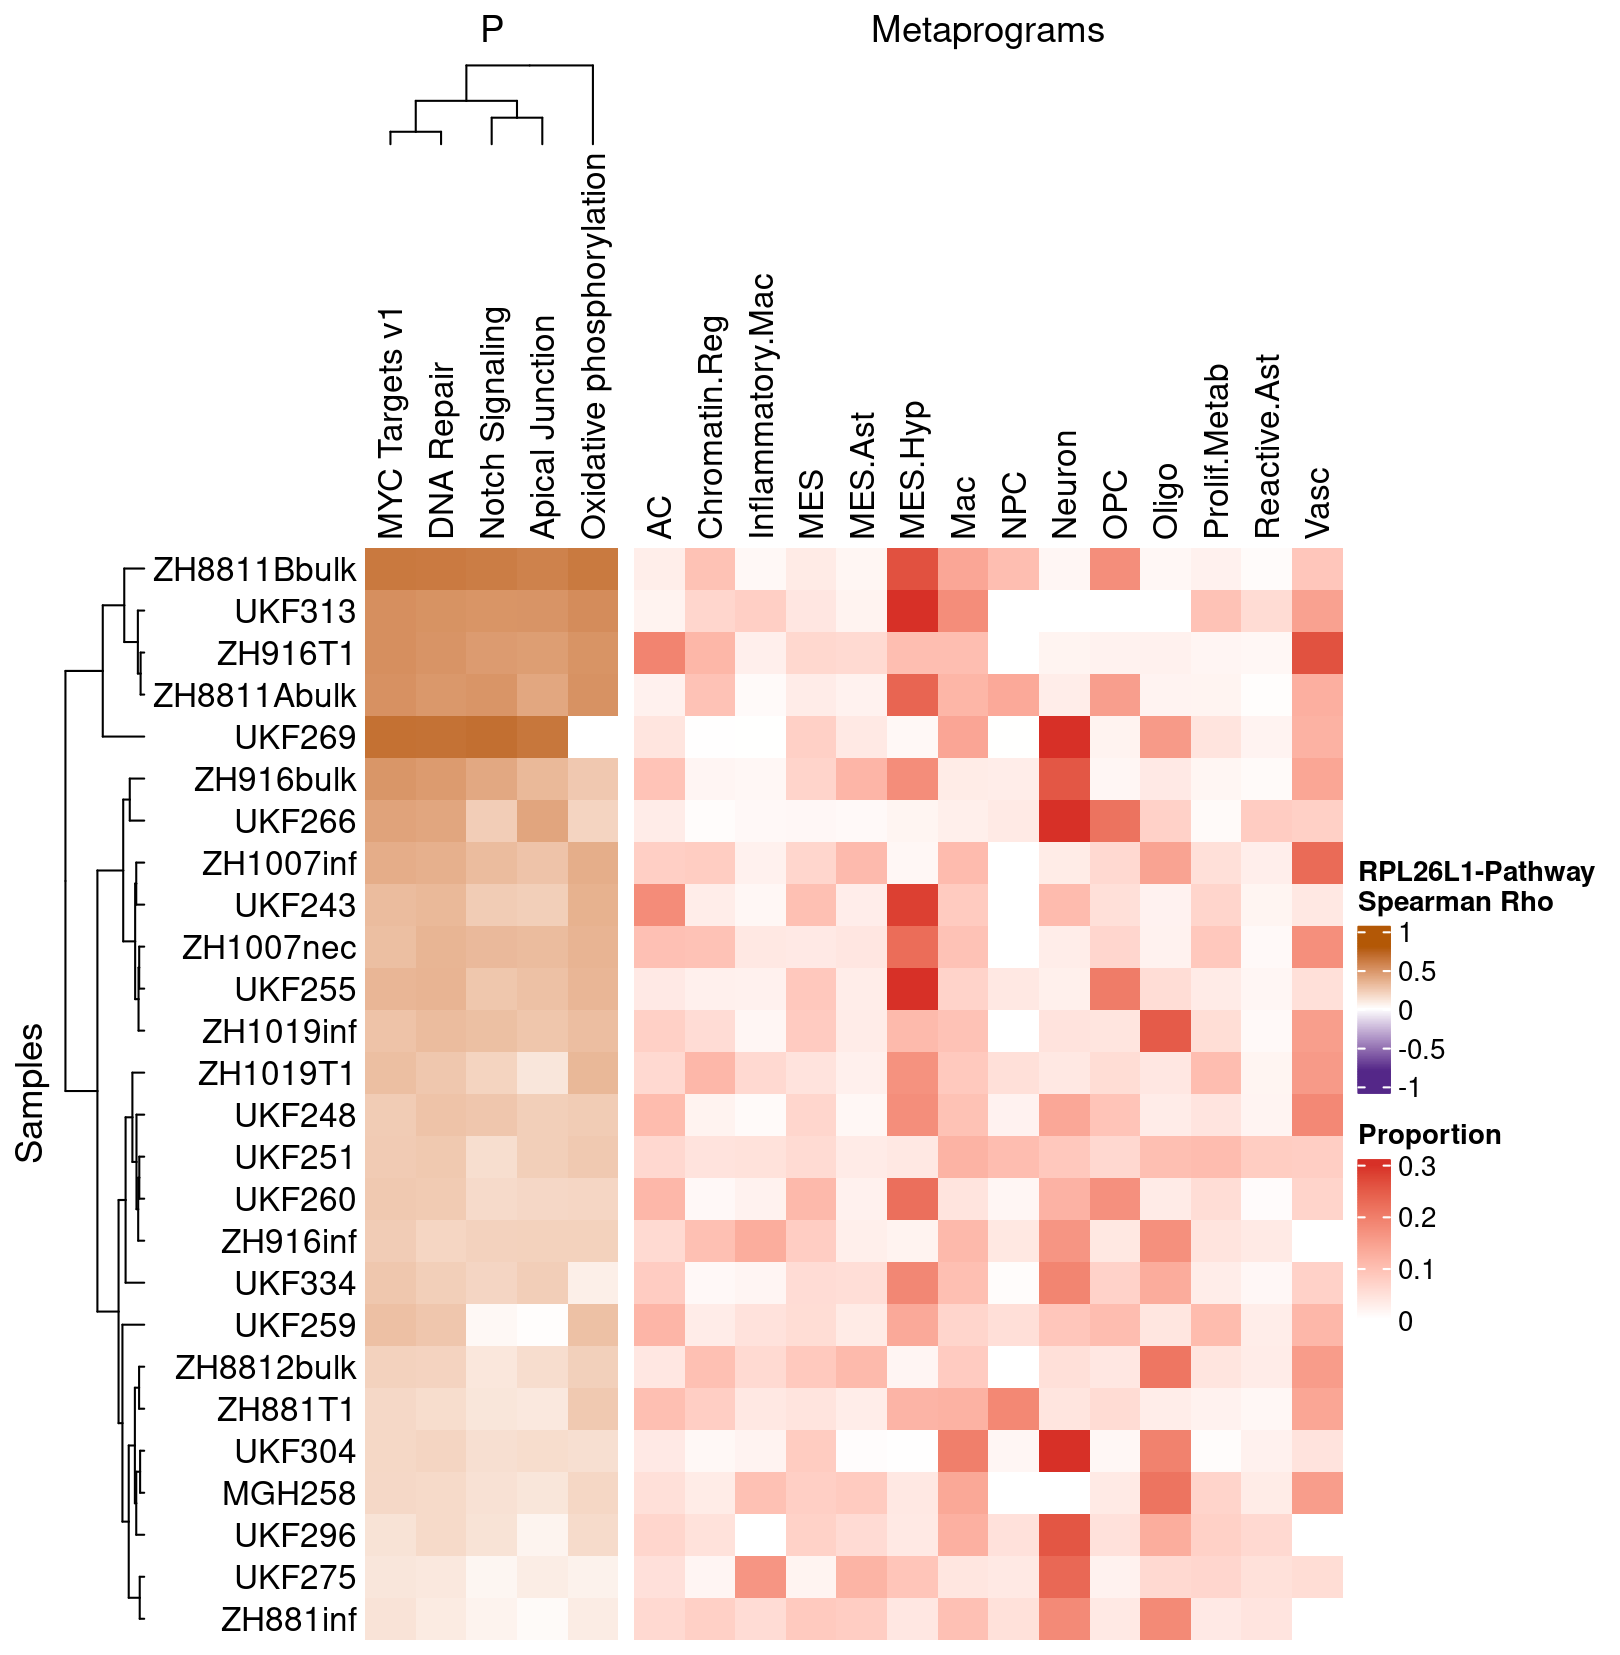 P
Metaprograms
MYC Targets v1
DNA Repair
Notch Signaling
Apical Junction
Oxidative phosphorylation
AC
Chromatin.Reg
Inflammatory.Mac
MES
MES.Ast
MES.Hyp
Mac
NPC
Neuron
OPC
Oligo
Prolif.Metab
Reactive.Ast
Vasc
Samples
ZH8811Bbulk
UKF313
ZH916T1
ZH8811Abulk
UKF269
ZH916bulk
UKF266
ZH1007inf
UKF243
ZH1007nec
UKF255
ZH1019inf
ZH1019T1
UKF248
UKF251
UKF260
ZH916inf
UKF334
UKF259
ZH8812bulk
ZH881T1
UKF304
MGH258
UKF296
UKF275
ZH881inf
RPL26L1-Pathway
Spearman Rho
1
0.5
0
-0.5
-1
Proportion
0.3
0.2
0.1
0